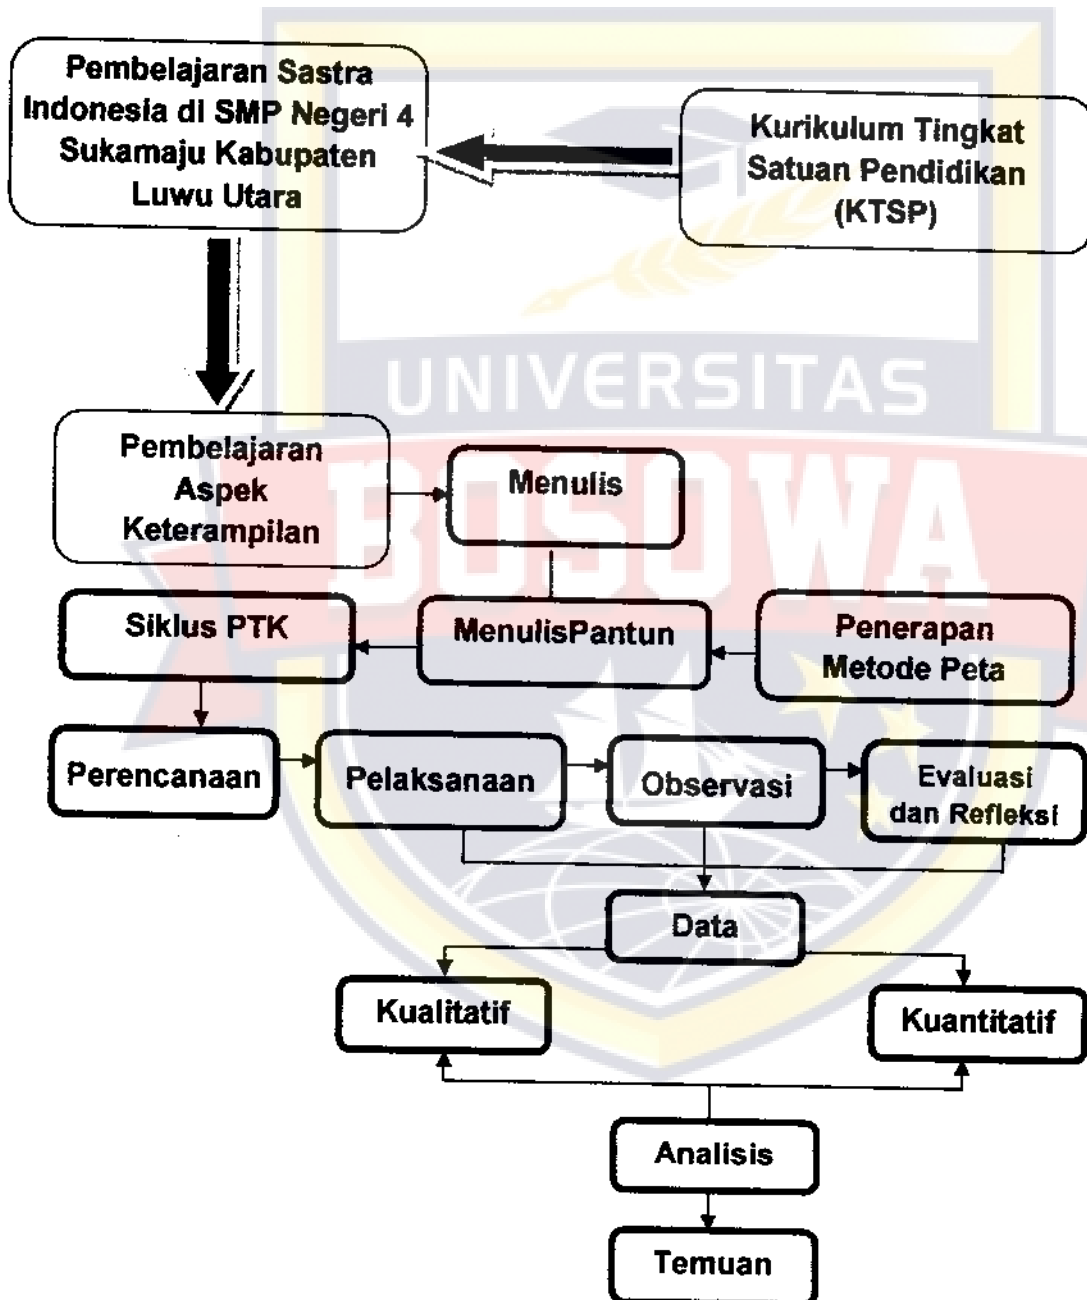 Pembelajaran Sastra
Indonesia di SMP Negeri 4
Sukamaju Kabupaten
Luwu Utara
Kurikulum Tingkat
Satuan Pendidikan
(KTSP)
UNIVERSITAS
BOSOWA
Pembelajaran
Aspek
Keterampilan
Menulis
Siklus PTK
MenulisPantun
Penerapan
Metode Peta
Perencanaan
Pelaksanaan
Observasi
Evaluasi
dan Refleksi
Data
Kualitatif
Kuantitatif
Analisis
Temuan